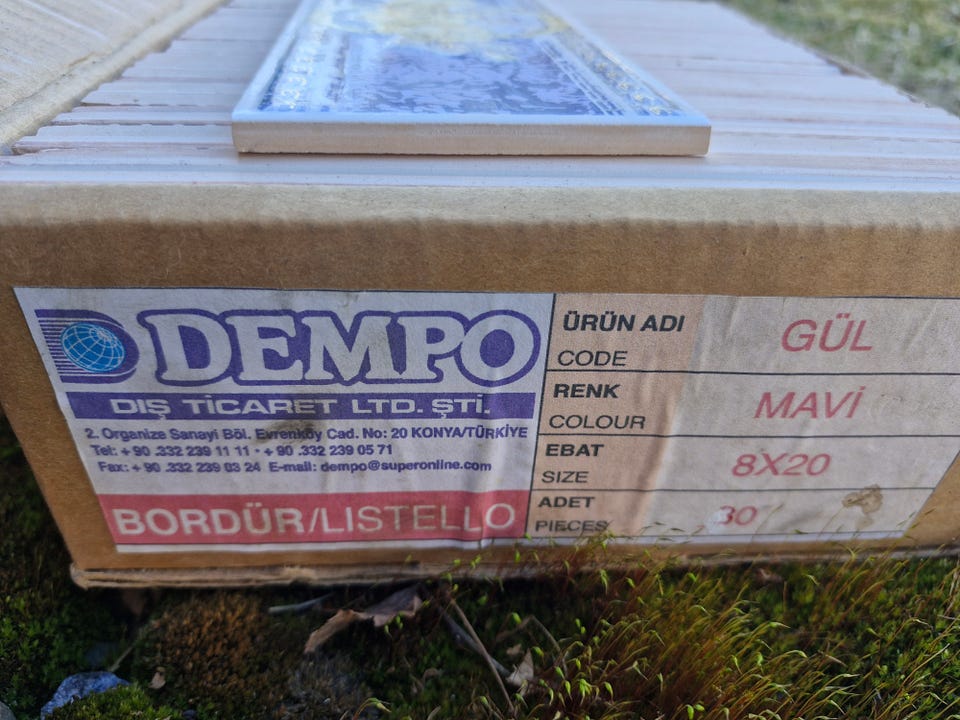 DEMPO
DIŞ TİCARET LTD. ŞTİ.
2. Organize Sanayi Böl. Evrenköy Cad. No: 20 KONYA/TÜRKİYE
Tel: + 90 .332 239 11 11 • + 90 .332 239 05 71
Fax: + 90 .332 239 03 24 E-mail: dempo@superonline.com
BORDÜR/LISTELLO
ÜRÜN ADI
CODE
GÜL
RENK
COLOUR
MAVİ
EBAT
SIZE
8X20
ADET
PIECES
30